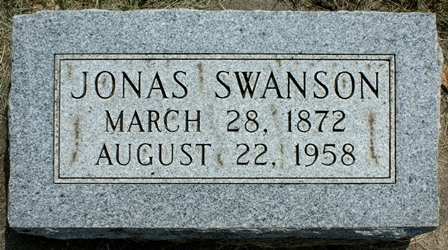 JONAS SWANSON
MARCH 28, 1872
AUGUST 22, 1958